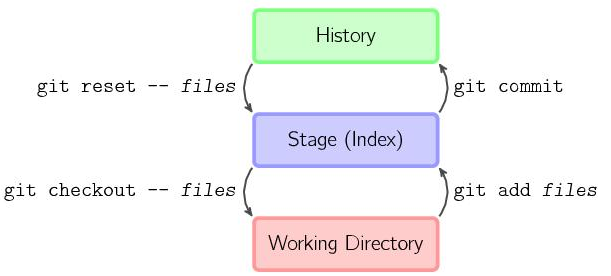 History
git reset -- files
git commit
Stage (Index)
git checkout -- files
git add files
Working Directory